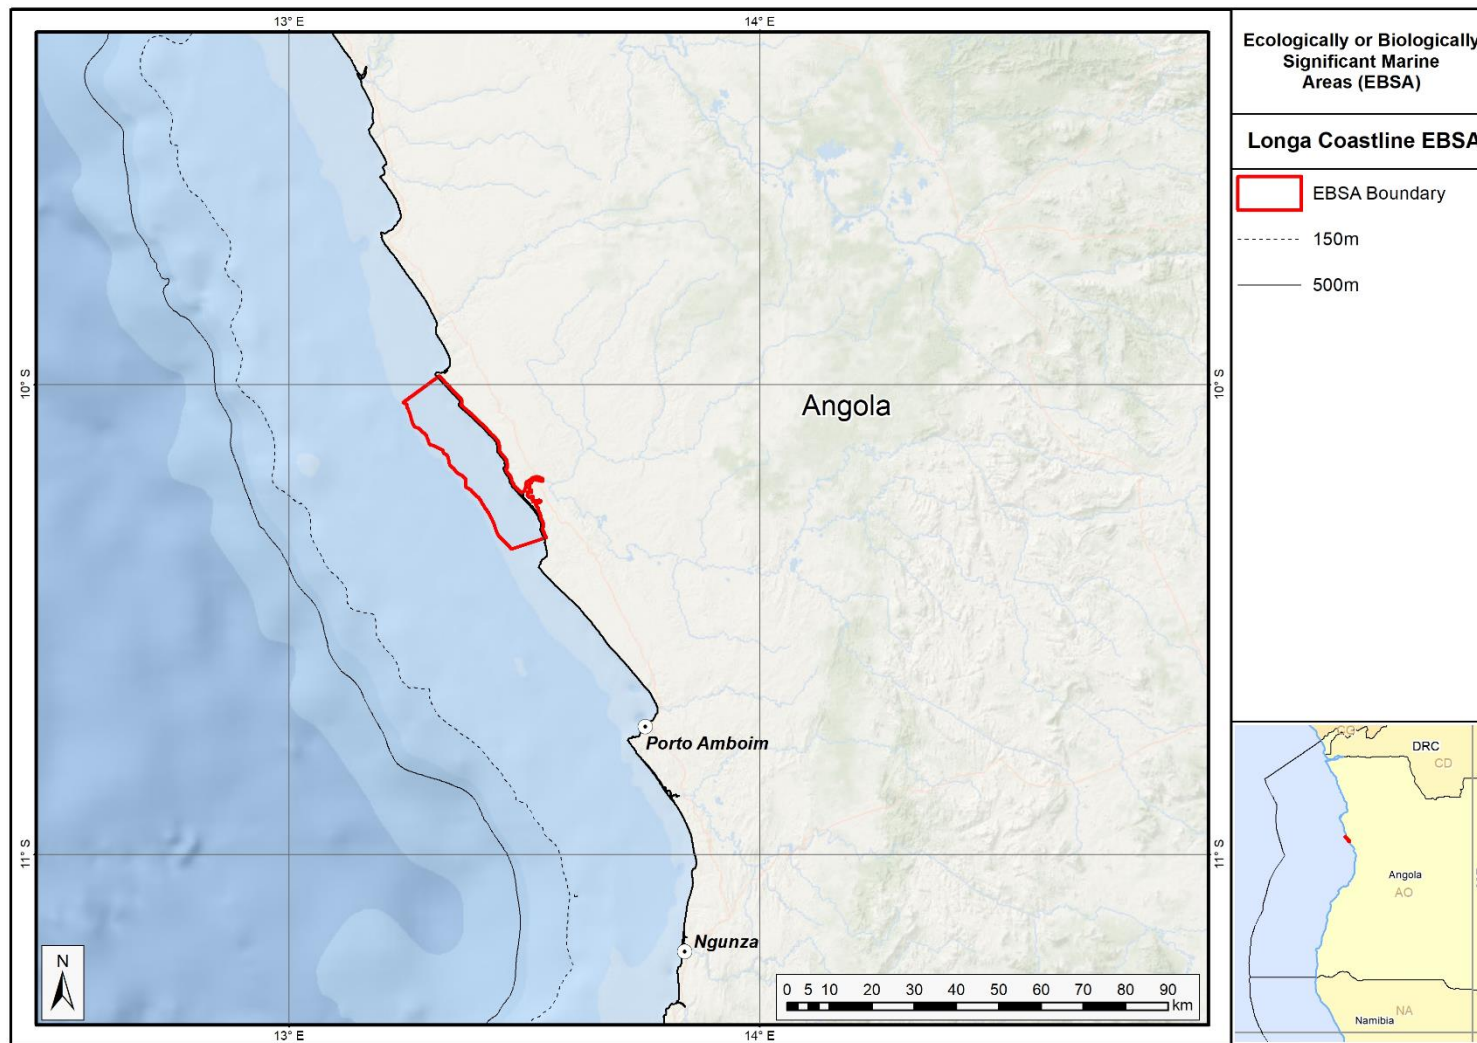 13° E
14° E
Ecologically or Biologically
Significant Marine
Areas (EBSA)
Longa Coastline EBSA
EBSA Boundary
150m
500m
10° S
10° S
Angola
Porto Amboim
11° S
11° S
Ngunza
N
0 5 10 20 30 40 50 60 70 80 90
km
13° E
14° E
CG
DRC
CD
Angola
AO
NA
Namibia